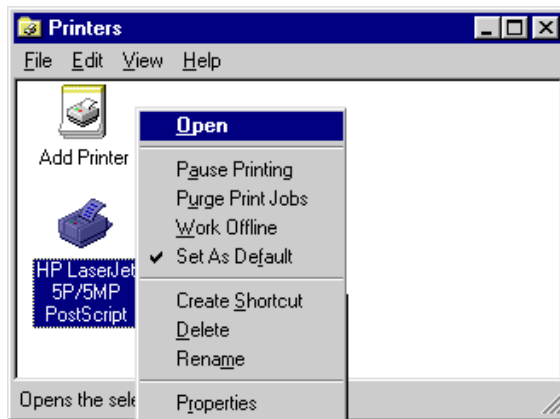 Printers
File Edit View Help
Add Printer
HP LaserJet
5P/5MP
PostScript
Open
Pause Printing
Purge Print Jobs
Work Offline
Set As Default
Create Shortcut
Delete
Rename
Properties
Opens the sele